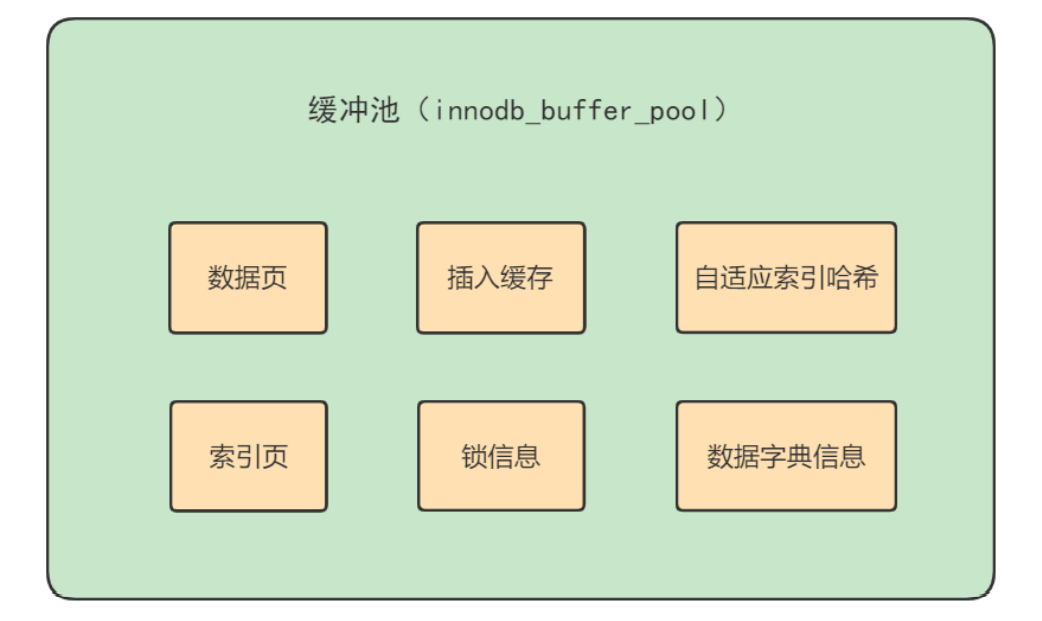 缓冲池（innodb_buffer_pool）
数据页
插入缓存
自适应索引哈希
索引页
锁信息
数据字典信息